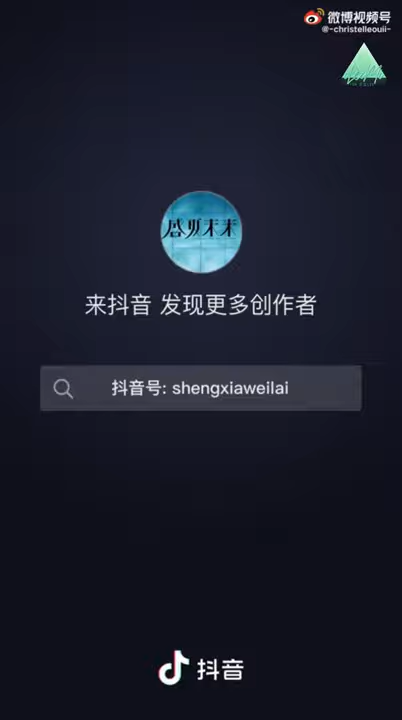 微博视频号
@-christelleouii-
盛夏未来
来抖音 发现更多创作者
抖音号: shengxiaweilai
抖音